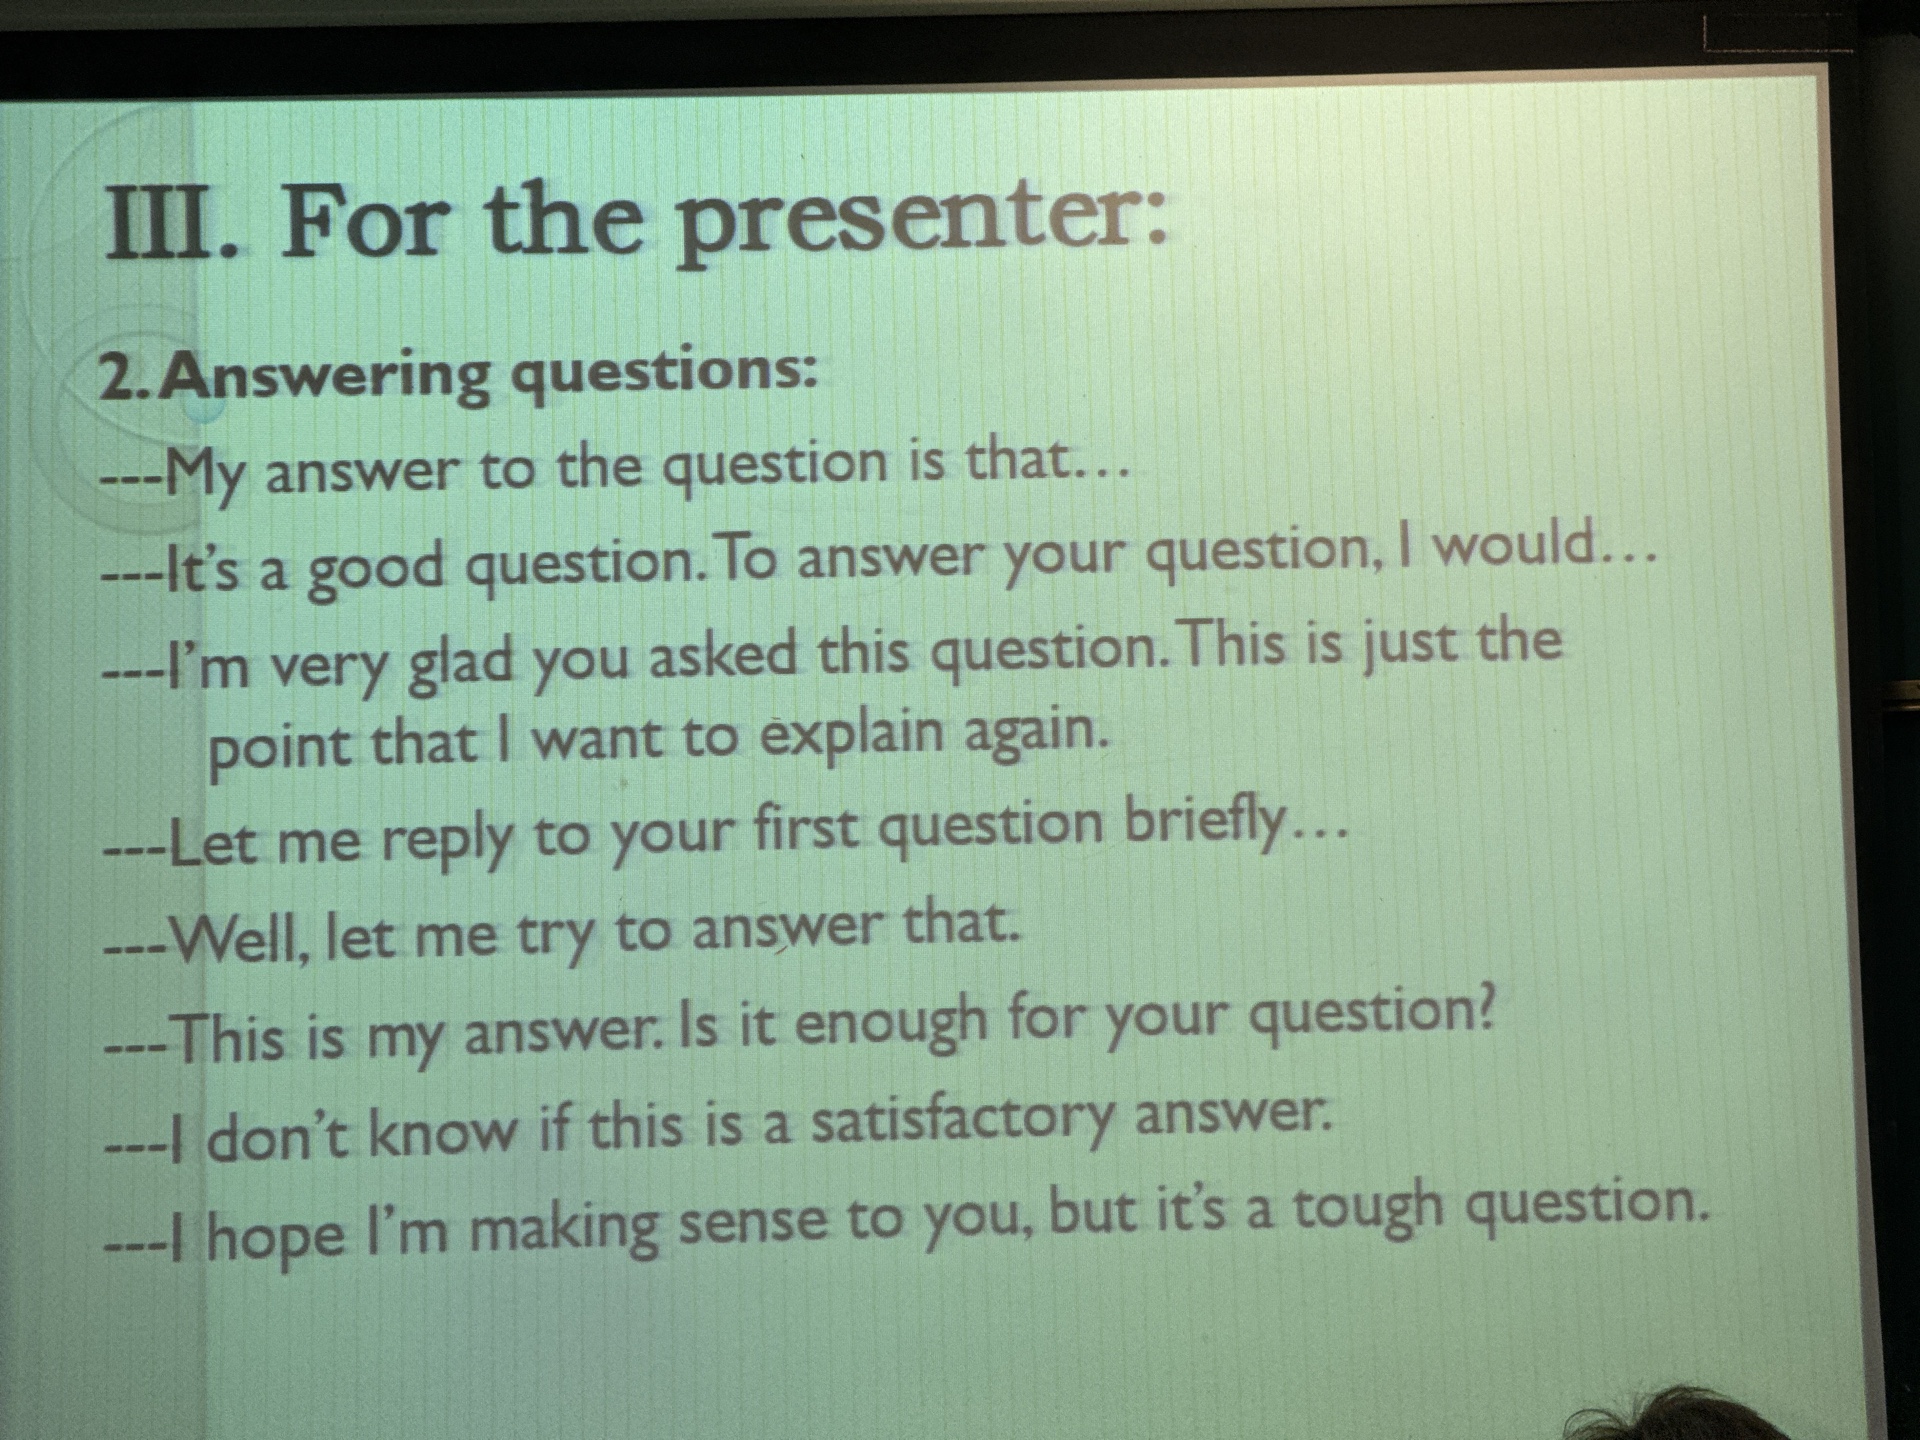 III. For the presenter:
2. Answering questions:
---My answer to the question is that...
---It's a good question. To answer your question, I would...
---I'm very glad you asked this question. This is just the
point that I want to explain again.
---Let me reply to your first question briefly...
---Well, let me try to answer that.
---This is my answer. Is it enough for your question?
---I don't know if this is a satisfactory answer.
---I hope I'm making sense to you, but it's a tough question.